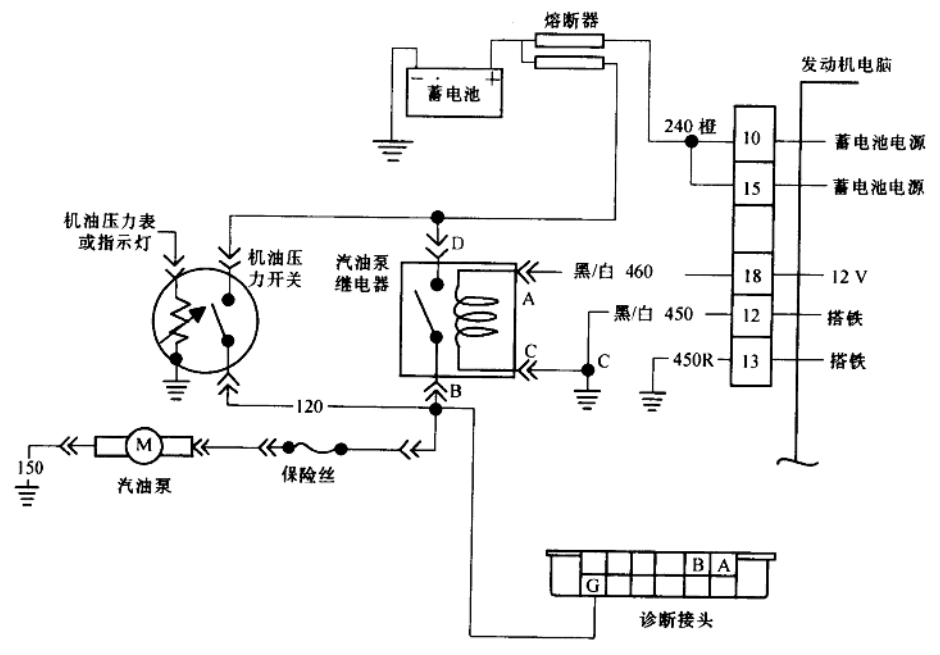 熔断器
- +
蓄电池
发动机电脑
240 橙
10
蓄电池电源
15
蓄电池电源
机油压力表
或指示灯
机油压
力开关
汽油泵
继电器
D
A
黑/白 460
18
12 V
黑/白 450
12
搭铁
C
C
450R
13
搭铁
B
120
M
150
汽油泵
保险丝
B A
G
诊断接头